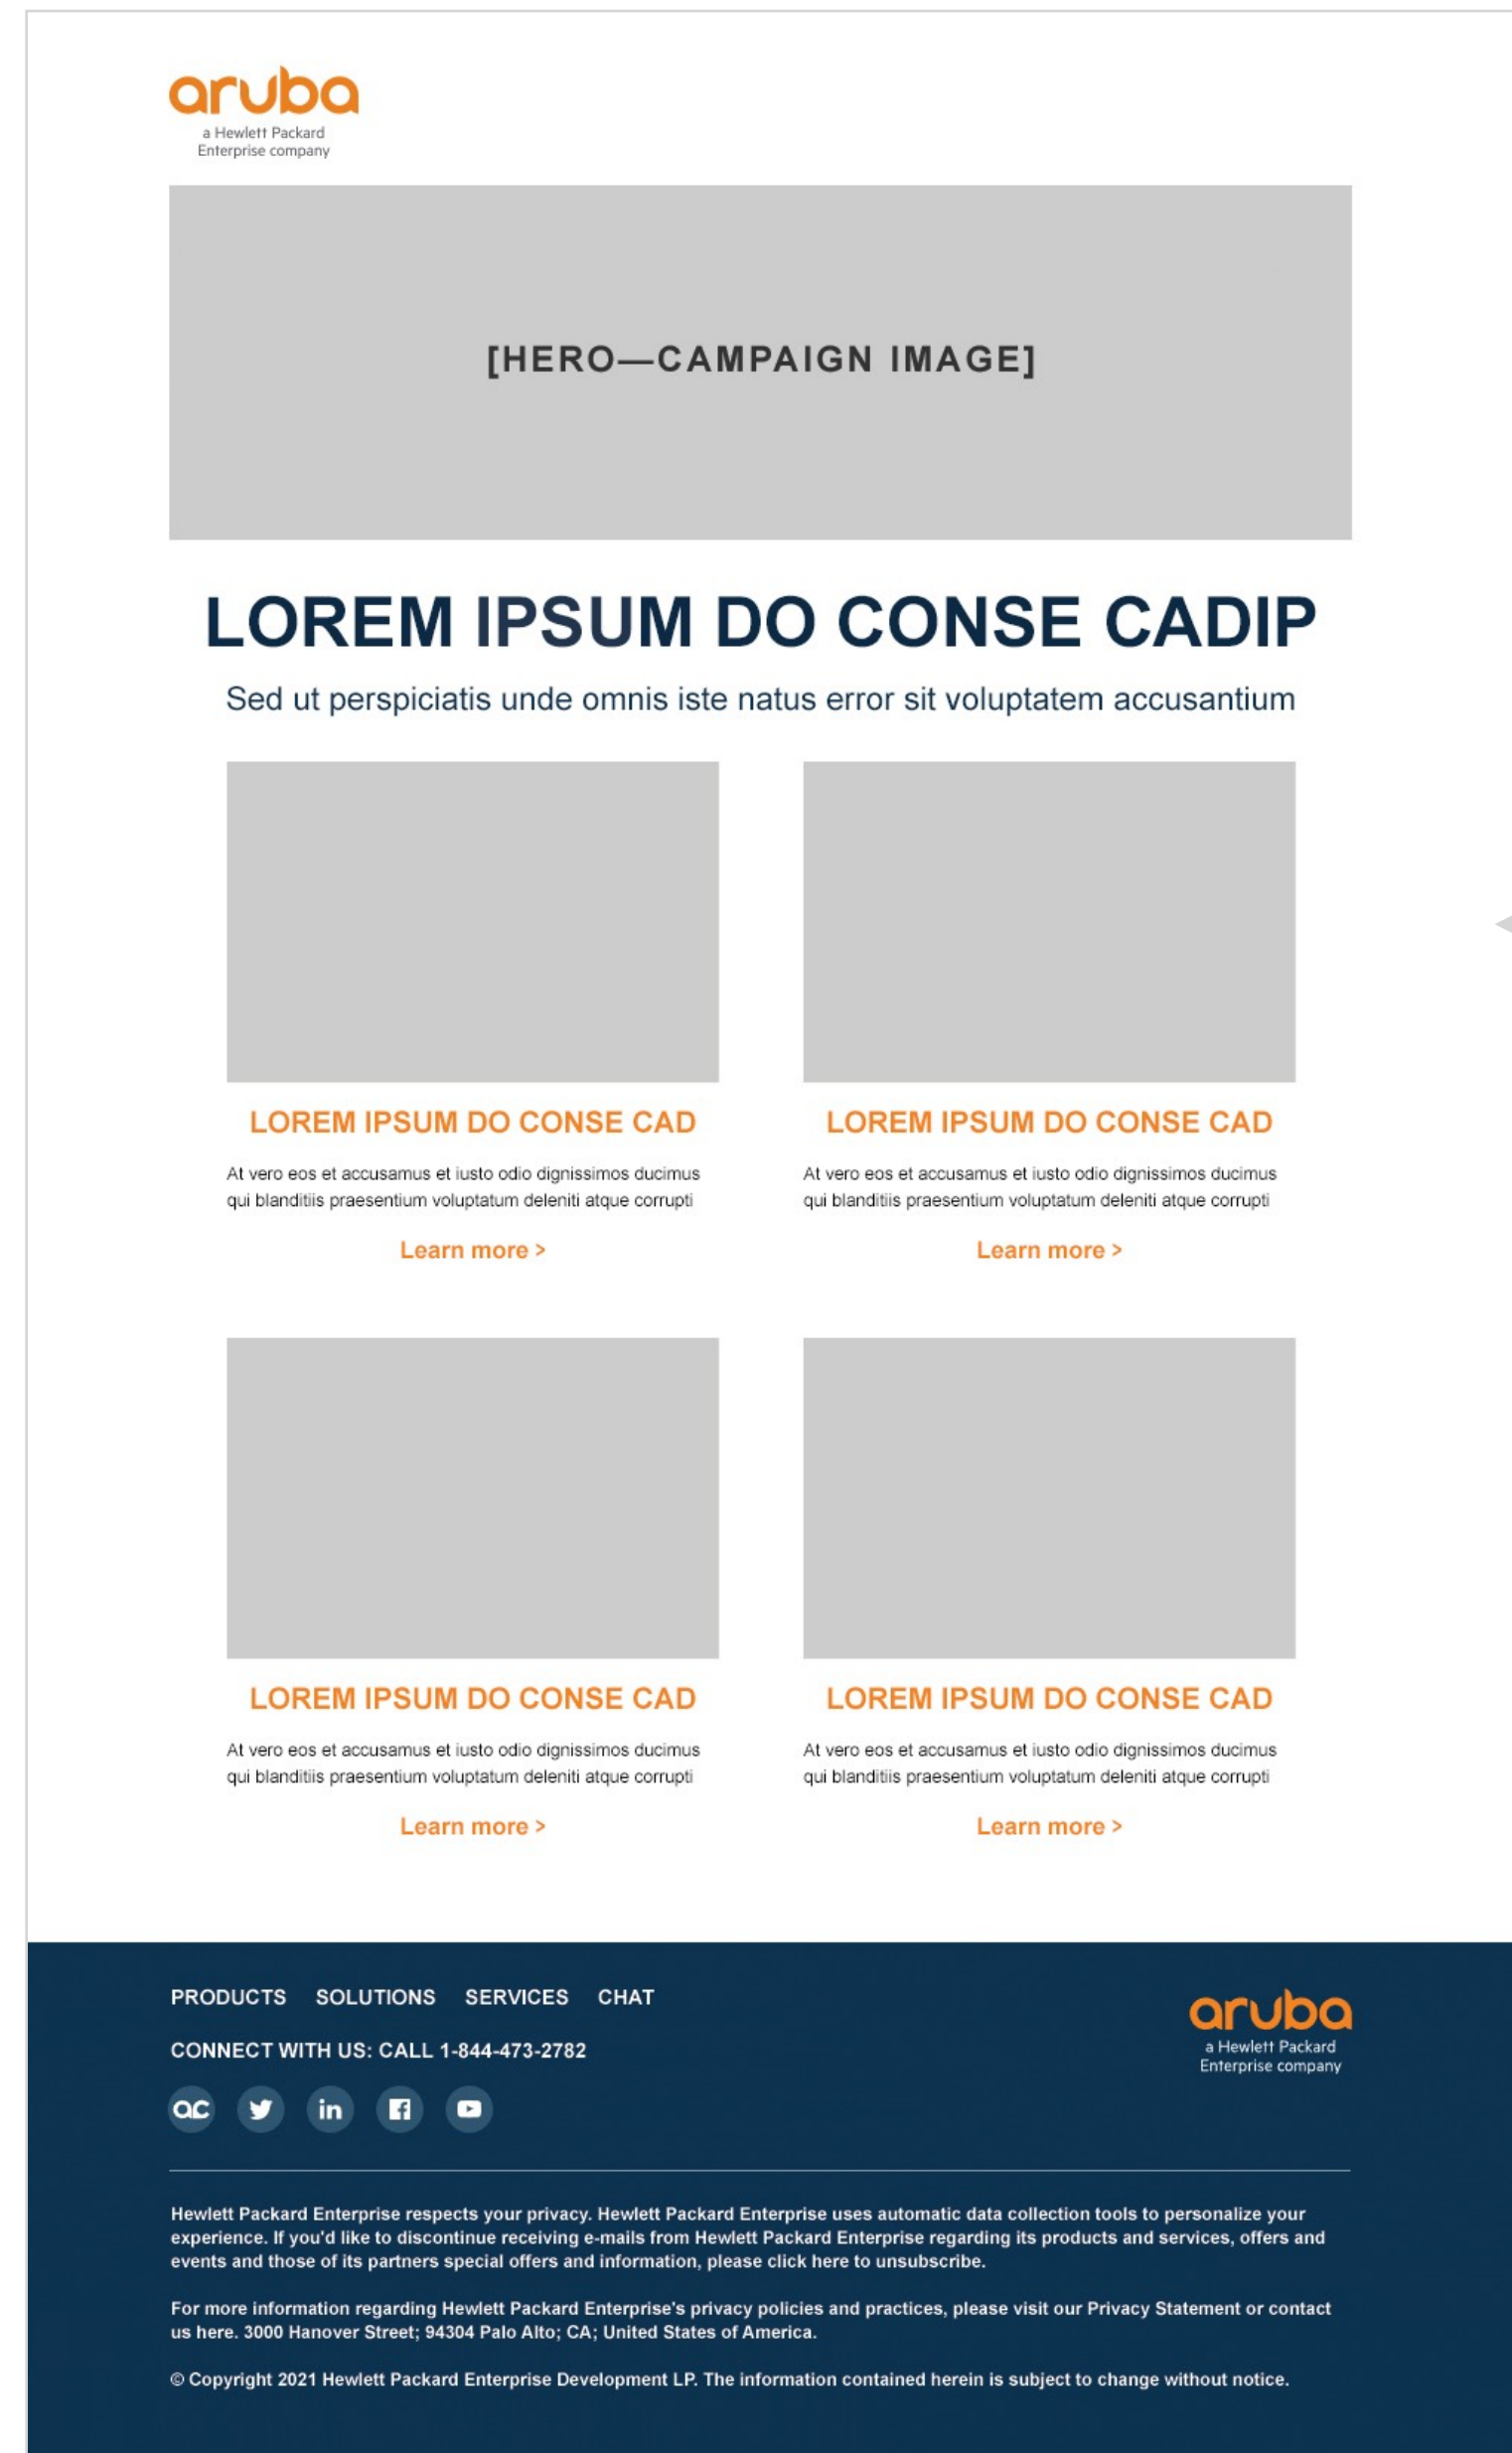 aruba
a Hewlett Packard
Enterprise company
[HERO—CAMPAIGN IMAGE]
LOREM IPSUM DO CONSE CADIP
Sed ut perspiciatis unde omnis iste natus error sit voluptatem accusantium
LOREM IPSUM DO CONSE CAD
At vero eos et accusamus et iusto odio dignissimos ducimus
qui blanditiis praesentium voluptatum deleniti atque corrupti
Learn more >
LOREM IPSUM DO CONSE CAD
At vero eos et accusamus et iusto odio dignissimos ducimus
qui blanditiis praesentium voluptatum deleniti atque corrupti
Learn more >
LOREM IPSUM DO CONSE CAD
At vero eos et accusamus et iusto odio dignissimos ducimus
qui blanditiis praesentium voluptatum deleniti atque corrupti
Learn more >
LOREM IPSUM DO CONSE CAD
At vero eos et accusamus et iusto odio dignissimos ducimus
qui blanditiis praesentium voluptatum deleniti atque corrupti
Learn more >
PRODUCTS SOLUTIONS SERVICES CHAT
CONNECT WITH US: CALL 1-844-473-2782
ac in f
aruba
a Hewlett Packard
Enterprise company
Hewlett Packard Enterprise respects your privacy. Hewlett Packard Enterprise uses automatic data collection tools to personalize your
experience. If you'd like to discontinue receiving e-mails from Hewlett Packard Enterprise regarding its products and services, offers and
events and those of its partners special offers and information, please click here to unsubscribe.
For more information regarding Hewlett Packard Enterprise's privacy policies and practices, please visit our Privacy Statement or contact
us here. 3000 Hanover Street; 94304 Palo Alto; CA; United States of America.
© Copyright 2021 Hewlett Packard Enterprise Development LP. The information contained herein is subject to change without notice.